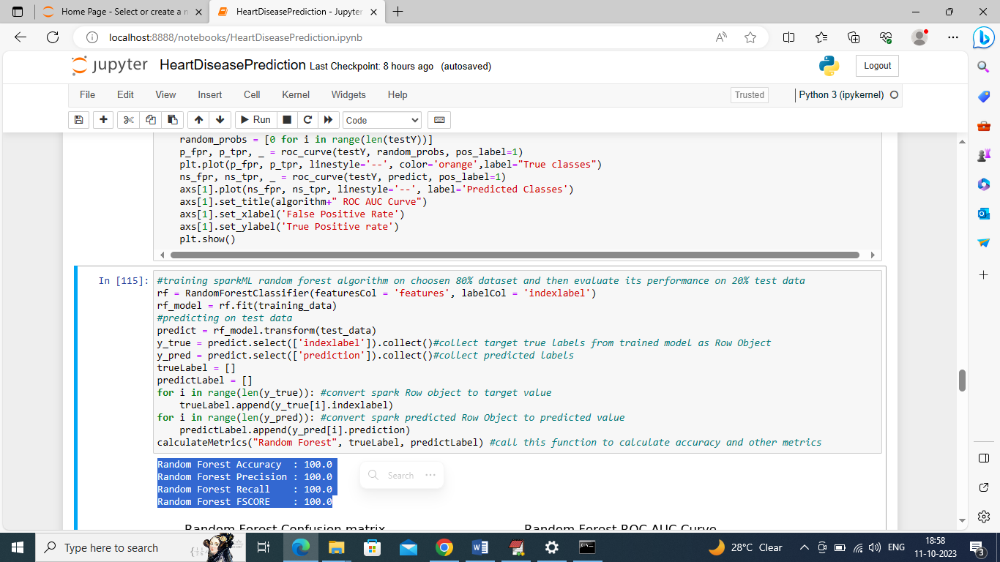 Home Page - Select or create a n
HeartDiseasePrediction - Jupyter
localhost:8888/notebooks/HeartDiseasePrediction.ipynb
jupyter HeartDiseasePrediction Last Checkpoint: 8 hours ago (autosaved)
Logout
File Edit View Insert Cell Kernel Widgets Help
Trusted
Python 3 (ipykernel)
Run
Code
random_probs = [0 for i in range(len(testY))]
p_fpr, p_tpr, _ = roc_curve(testY, random_probs, pos_label=1)
plt.plot(p_fpr, p_tpr, linestyle='--', color='orange',label="True classes")
ns_fpr, ns_tpr, _ = roc_curve(testY, predict, pos_label=1)
axs[1].plot(ns_fpr, ns_tpr, linestyle='--', label='Predicted Classes')
axs[1].set_title(algorithm+" ROC AUC Curve")
axs[1].set_xlabel('False Positive Rate')
axs[1].set_ylabel('True Positive rate')
plt.show()
In [115]:
#training sparkML random forest algorithm on choosen 80% dataset and then evaluate its performance on 20% test data
rf = RandomForestClassifier(featuresCol = 'features', labelCol = 'indexlabel')
rf_model = rf.fit(training_data)
#predicting on test data
predict = rf_model.transform(test_data)
y_true = predict.select(['indexlabel']).collect()#collect target true labels from trained model as Row Object
y_pred = predict.select(['prediction']).collect()#collect predicted labels
trueLabel = []
predictLabel = []
for i in range(len(y_true)): #convert spark Row object to target value
    trueLabel.append(y_true[i].indexlabel)
for i in range(len(y_pred)): #convert spark predicted Row Object to predicted value
    predictLabel.append(y_pred[i].prediction)
calculateMetrics("Random Forest", trueLabel, predictLabel) #call this function to calculate accuracy and other metrics
Random Forest Accuracy  : 100.0
Random Forest Precision : 100.0
Random Forest Recall    : 100.0
Random Forest FSCORE    : 100.0
Search
Random Forest Confusion matrix
Random Forest ROC AUC Curve
Type here to search
28°C Clear
ENG
18:58
11-10-2023
3